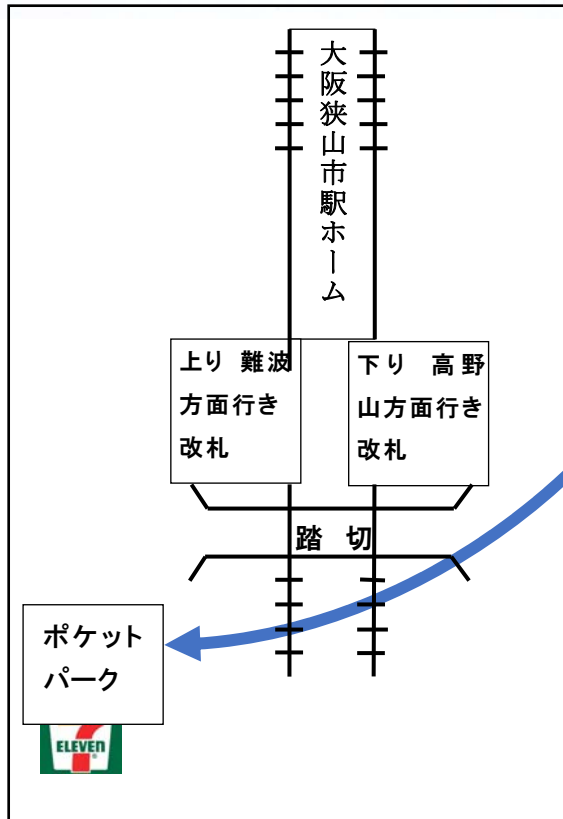 大阪狭山市駅ホーム
上り 難波
方面行き
改札
下り 高野
山方面行き
改札
踏 切
ポケット
パーク
7
ELEVEn